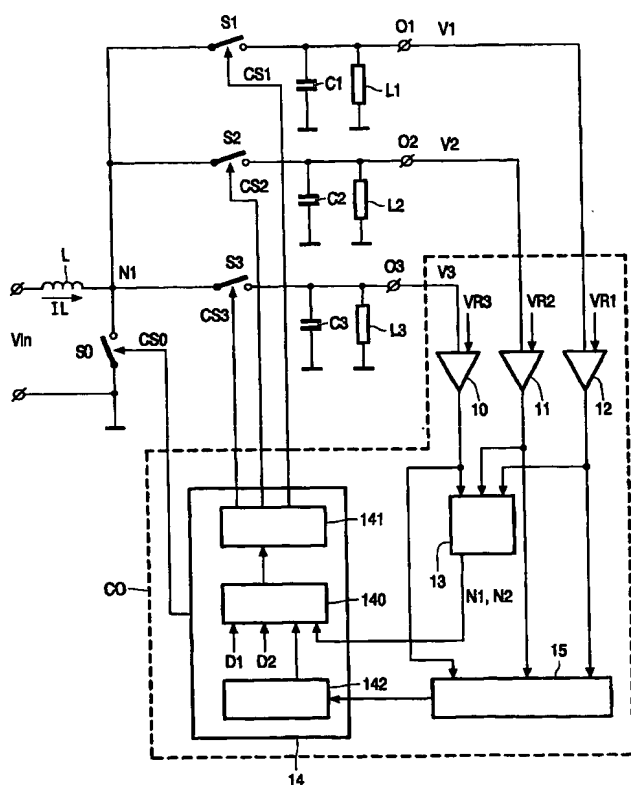 S1
O1
V1
CS1
C1
L1
S2
O2
V2
CS2
C2
L2
L
N1
S3
O3
V3
IL
CS3
C3
L3
VR3
VR2
VR1
Vin
S0
CS0
10
11
12
141
13
CO
140
N1, N2
D1
D2
142
15
14